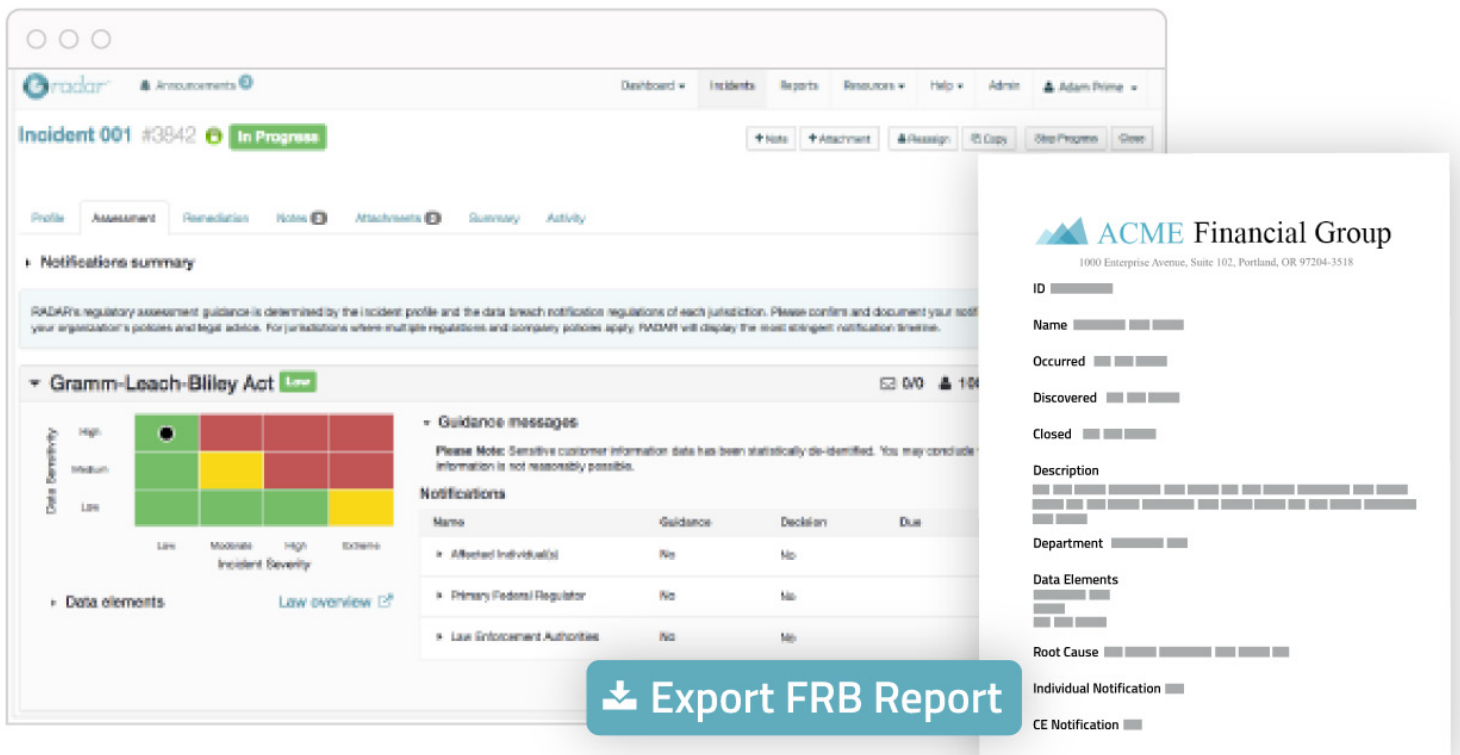 radar
Announcements
Dashboard
Incidents
Reports
Resources
Help
Admin
Adam Prime
Incident 001 #3842 In Progress
Note
Attachment
Reassign
Copy
Stop Progress
Close
Profile
Assessment
Remediation
Notes
Attachments
Summary
Activity
Notifications summary
RADAR's regulatory assessment guidance is determined by the incident profile and the data breach notification regulations of each jurisdiction. Please confirm and document your notif
your organization's policies and legal advice. For jurisdictions where multiple regulations and company policies apply, RADAR will display the most stringent notification timeline.
Gramm-Leach-Bliley Act Low
0/0
100
Data Sensitivity
High
Medium
Low
Low Moderate High Extreme
Incident Severity
Data elements
Law overview
Guidance messages
Please Note: Sensitive customer information data has been statistically de-identified. You may conclude
information is not reasonably possible.
Notifications
Name Guidance Decision Due
Affected Individual(s) No No
Primary Federal Regulator No No
Law Enforcement Authorities No No
Export FRB Report
ACME Financial Group
1000 Enterprise Avenue, Suite 102, Portland, OR 97204-3518
ID
Name
Occurred
Discovered
Closed
Description
Department
Data Elements
Root Cause
Individual Notification
CE Notification